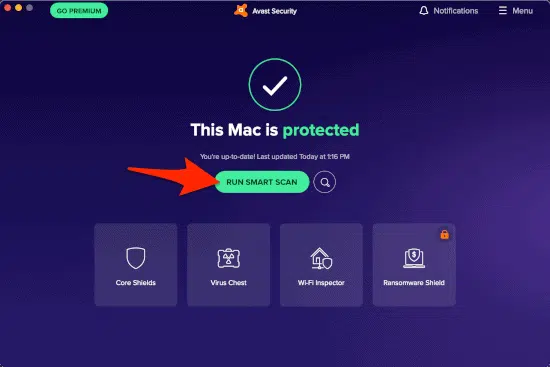 GO PREMIUM
Avast Security
Notifications
Menu
This Mac is protected
You're up-to-date! Last updated Today at 1:16 PM
RUN SMART SCAN
Core Shields
Virus Chest
Wi-Fi Inspector
Ransomware Shield